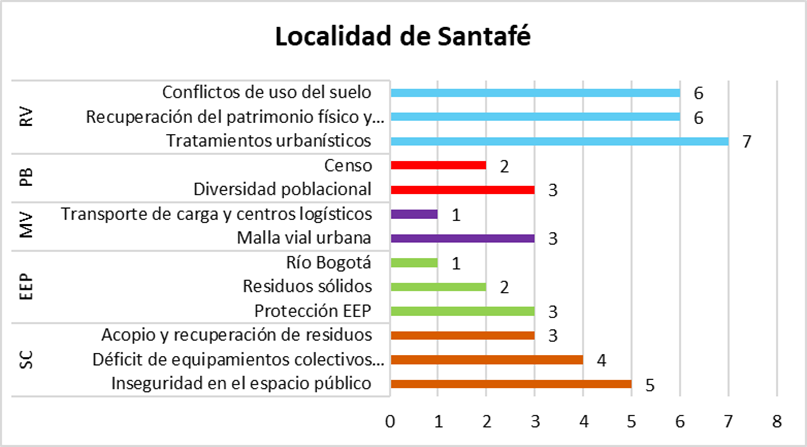 Localidad de Santafé
RV
Conflictos de uso del suelo 6
Recuperación del patrimonio físico y... 6
Tratamientos urbanísticos 7
PB
Censo 2
Diversidad poblacional 3
MV
Transporte de carga y centros logísticos 1
Malla vial urbana 3
EEP
Río Bogotá 1
Residuos sólidos 2
Protección EEP 3
SC
Acopio y recuperación de residuos 3
Déficit de equipamientos colectivos... 4
Inseguridad en el espacio público 5
0 1 2 3 4 5 6 7 8